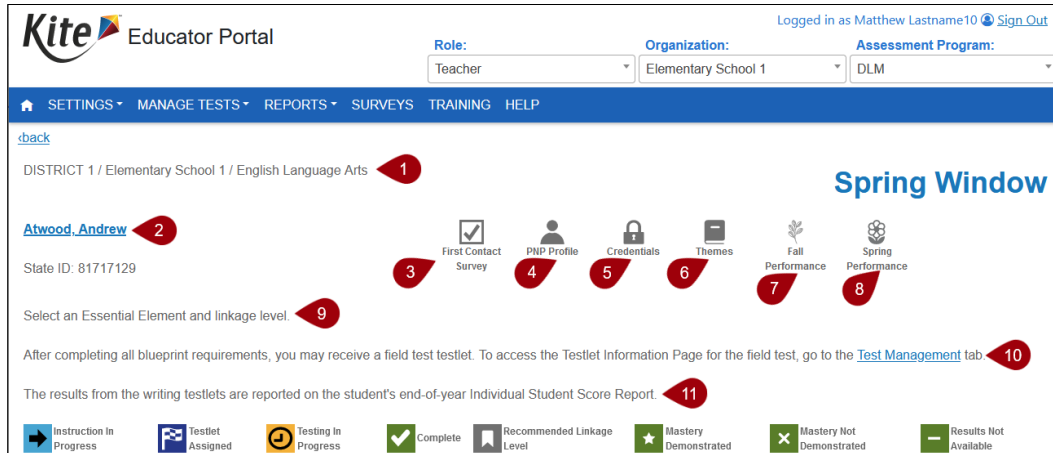 Logged in as Matthew Lastname10 Sign Out
Kite Educator Portal
Role: Organization: Assessment Program:
Teacher Elementary School 1 DLM
SETTINGS MANAGE TESTS REPORTS SURVEYS TRAINING HELP
‹back
DISTRICT 1 / Elementary School 1 / English Language Arts 1
Spring Window
Atwood, Andrew 2
First Contact Survey
PNP Profile
Credentials
Themes
Fall Performance
Spring Performance
State ID: 81717129
3 4 5 6 7 8
Select an Essential Element and linkage level. 9
After completing all blueprint requirements, you may receive a field test testlet. To access the Testlet Information Page for the field test, go to the Test Management tab. 10
The results from the writing testlets are reported on the student's end-of-year Individual Student Score Report. 11
Instruction In Progress
Testlet Assigned
Testing In Progress
Complete
Recommended Linkage Level
Mastery Demonstrated
Mastery Not Demonstrated
Results Not Available